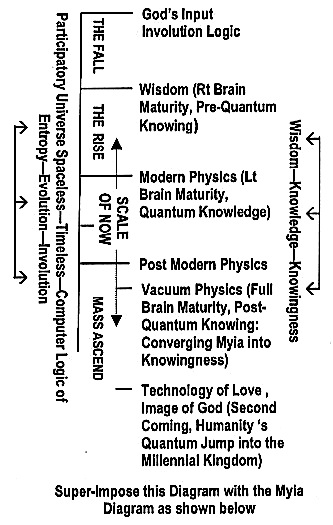 God's Input
Involution Logic
Wisdom (Rt Brain
Maturity, Pre-Quantum
Knowing)
Modern Physics (Lt
Brain Maturity,
Quantum Knowledge)
Post Modern Physics
Vacuum Physics (Full
Brain Maturity, Post-
Quantum Knowing:
Converging Myia into
Knowingness)
Technology of Love ,
Image of God (Second
Coming, Humanity 's
Quantum Jump into the
Millennial Kingdom)
THE FALL
THE RISE
SCALE
OF NOW
MASS ASCEND
Participatory Universe Spaceless—Timeless—Computer Logic of
Entropy—Evolution—Involution
Wisdom—Knowledge—Knowingness
Super-Impose this Diagram with the Myia
Diagram as shown below